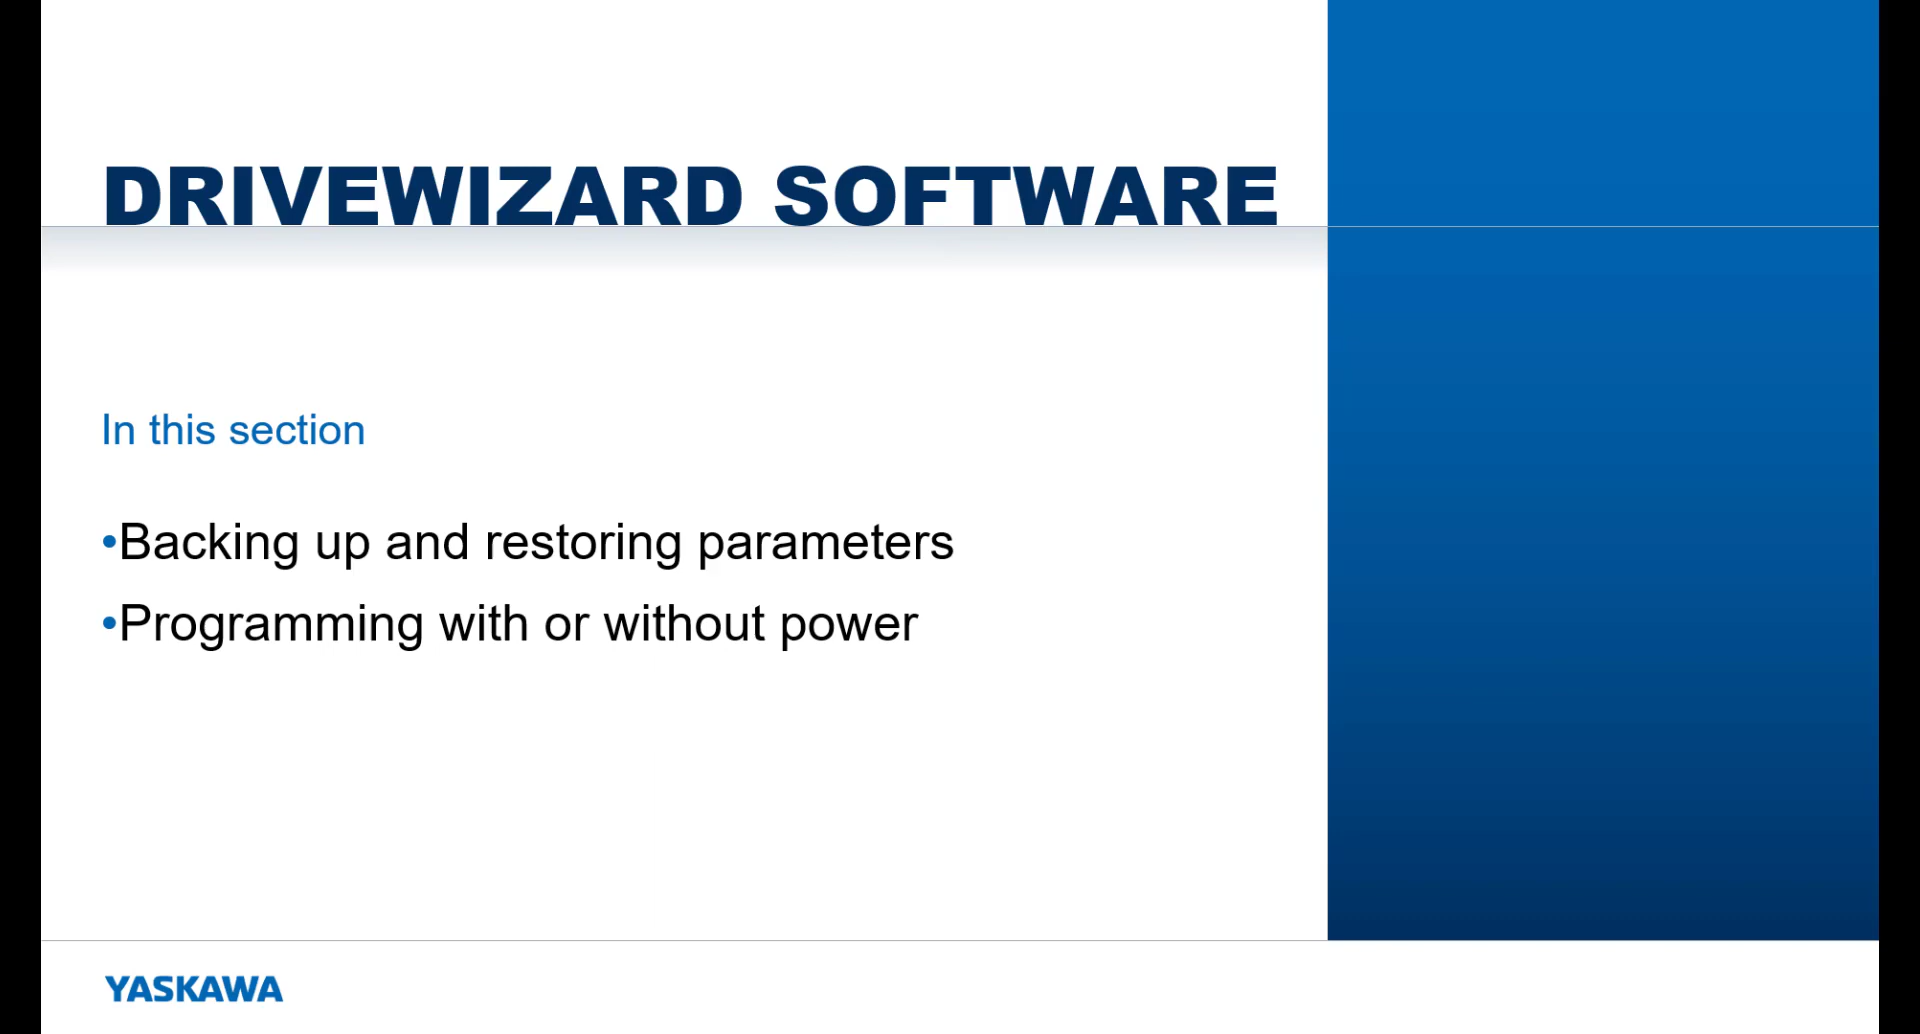 DRIVEWIZARD SOFTWARE
In this section
•Backing up and restoring parameters
•Programming with or without power
YASKAWA